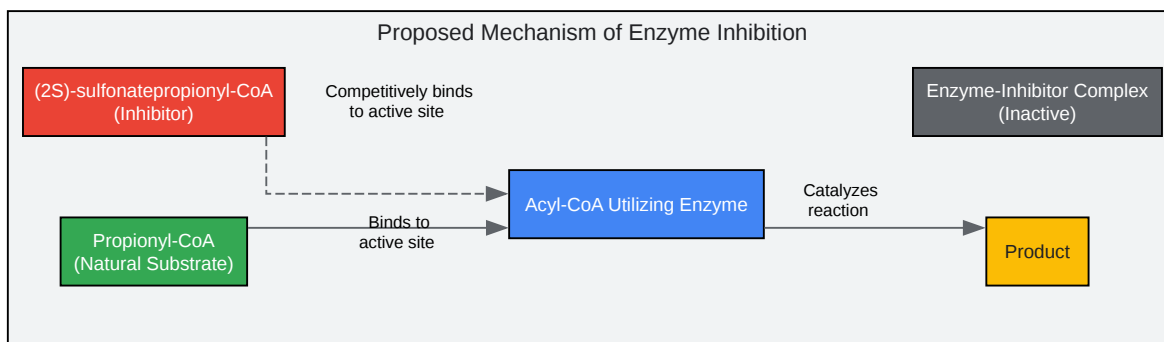 Proposed Mechanism of Enzyme Inhibition
(2S)-sulfonatepropionyl-CoA
(Inhibitor)
Competitively binds
to active site
Enzyme-Inhibitor Complex
(Inactive)
Acyl-CoA Utilizing Enzyme
Catalyzes
reaction
Propionyl-CoA
(Natural Substrate)
Binds to
active site
Product